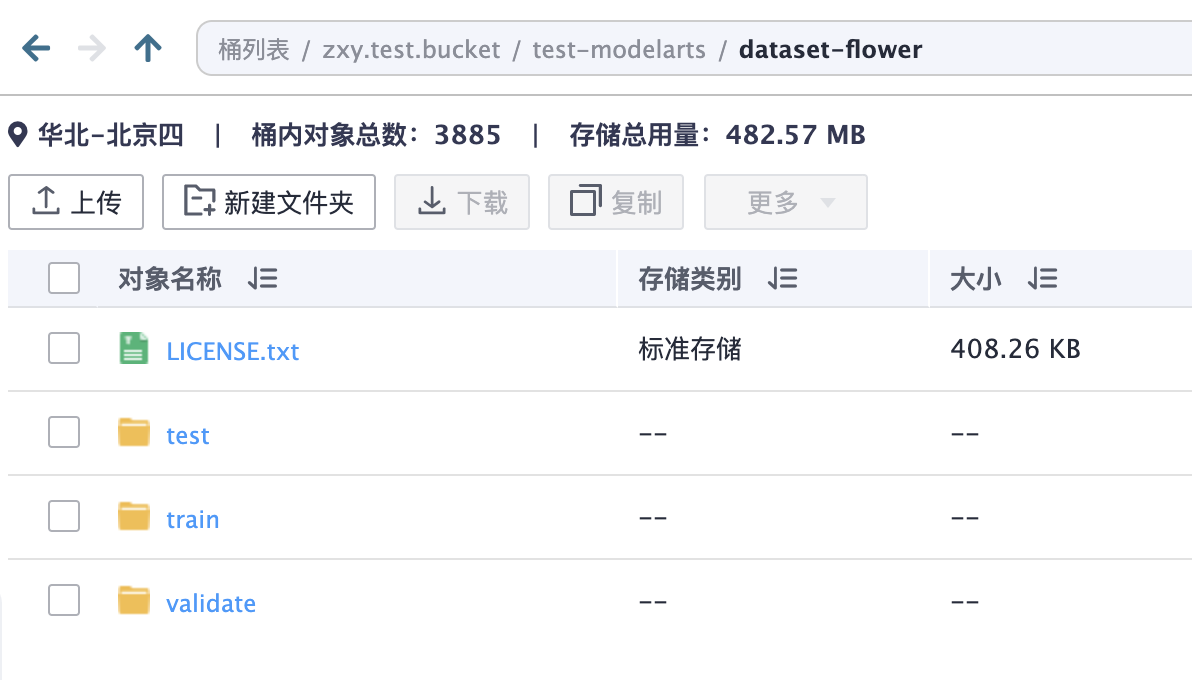 桶列表 / zxy.test.bucket / test-modelarts / dataset-flower
华北-北京四 | 桶内对象总数：3885 | 存储总用量：482.57 MB
上传 新建文件夹 下载 复制 更多
对象名称 存储类别 大小
LICENSE.txt 标准存储 408.26 KB
test -- --
train -- --
validate -- --